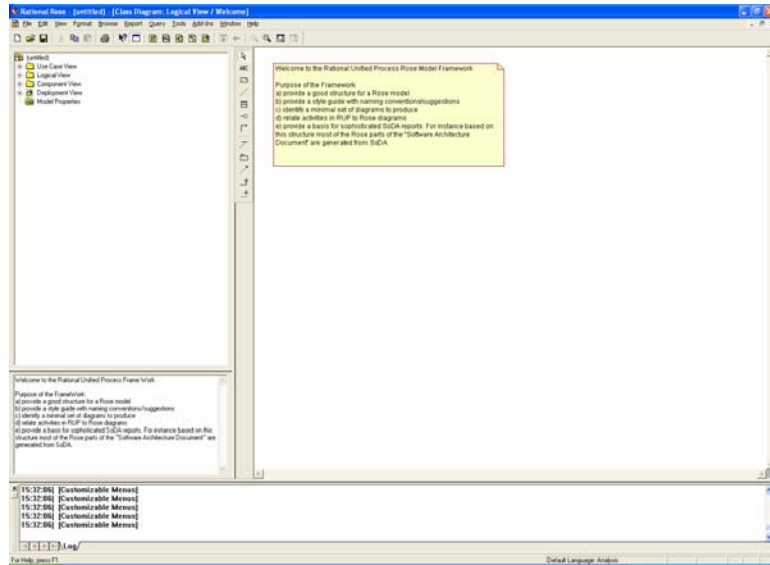 Rational Rose - (untitled) - [Class Diagram: Logical View / Welcome]
File Edit View Format Browse Report Query Tools Add-Ins Window Help
(untitled)
Use Case View
Logical View
Component View
Deployment View
Model Properties
ABC
Welcome to the Rational Unified Process Rose Model Framework
Purpose of the Framework:
a) provide a good structure for a Rose model
b) provide a style guide with naming conventions/suggestions
c) identify a minimal set of diagrams to produce
d) relate activities in RUP to Rose diagrams
e) provide a basis for sophisticated SoDA reports. For instance based on
this structure most of the Rose parts of the "Software Architecture
Document" are generated from SoDA.
Welcome to the Rational Unified Process Frame Work
Purpose of the FrameWork:
a) provide a good structure for a Rose model
b) provide a style guide with naming conventions/suggestions
c) identify a minimal set of diagrams to produce
d) relate activities in RUP to Rose diagrams
e) provide a basis for sophisticated SoDA reports. For instance based on this
structure most of the Rose parts of the "Software Architecture Document" are
generated from SoDA.
15:32:06| [Customizable Menus]
15:32:06| [Customizable Menus]
15:32:06| [Customizable Menus]
15:32:06| [Customizable Menus]
15:32:06| [Customizable Menus]
Log
For Help, press F1
Default Language: Analysis